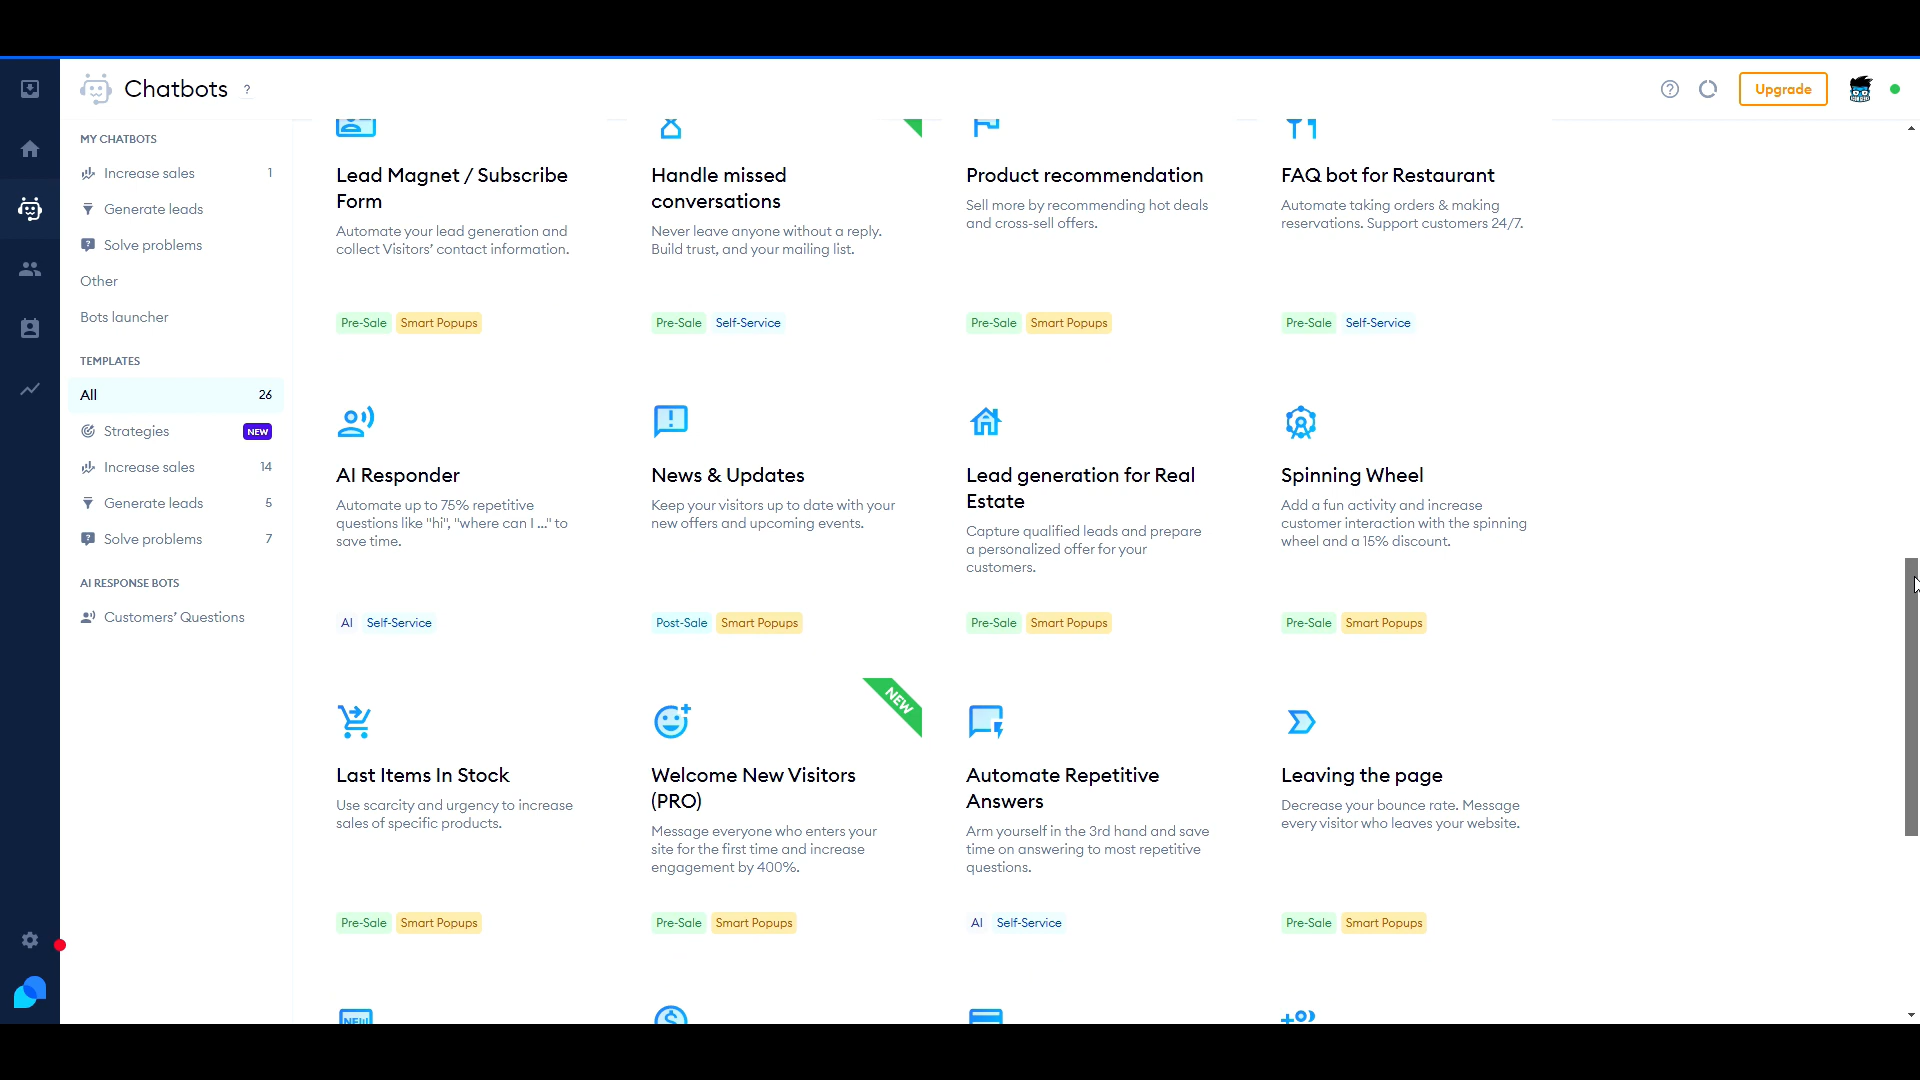 Chatbots ?
Upgrade
MY CHATBOTS
Increase sales 1
Generate leads
Solve problems
Other
Bots launcher
TEMPLATES
All 26
Strategies NEW
Increase sales 14
Generate leads 5
Solve problems 7
AI RESPONSE BOTS
Customers' Questions
Lead Magnet / Subscribe
Form
Automate your lead generation and
collect Visitors' contact information.
Pre-Sale Smart Popups
Handle missed
conversations
Never leave anyone without a reply.
Build trust, and your mailing list.
Pre-Sale Self-Service
Product recommendation
Sell more by recommending hot deals
and cross-sell offers.
Pre-Sale Smart Popups
FAQ bot for Restaurant
Automate taking orders & making
reservations. Support customers 24/7.
Pre-Sale Self-Service
AI Responder
Automate up to 75% repetitive
questions like "hi", "where can I ..." to
save time.
AI Self-Service
News & Updates
Keep your visitors up to date with your
new offers and upcoming events.
Post-Sale Smart Popups
Lead generation for Real
Estate
Capture qualified leads and prepare
a personalized offer for your
customers.
Pre-Sale Smart Popups
Spinning Wheel
Add a fun activity and increase
customer interaction with the spinning
wheel and a 15% discount.
Pre-Sale Smart Popups
Last Items In Stock
Use scarcity and urgency to increase
sales of specific products.
Pre-Sale Smart Popups
NEW
Welcome New Visitors
(PRO)
Message everyone who enters your
site for the first time and increase
engagement by 400%.
Pre-Sale Smart Popups
Automate Repetitive
Answers
Arm yourself in the 3rd hand and save
time on answering to most repetitive
questions.
AI Self-Service
Leaving the page
Decrease your bounce rate. Message
every visitor who leaves your website.
Pre-Sale Smart Popups
NEW